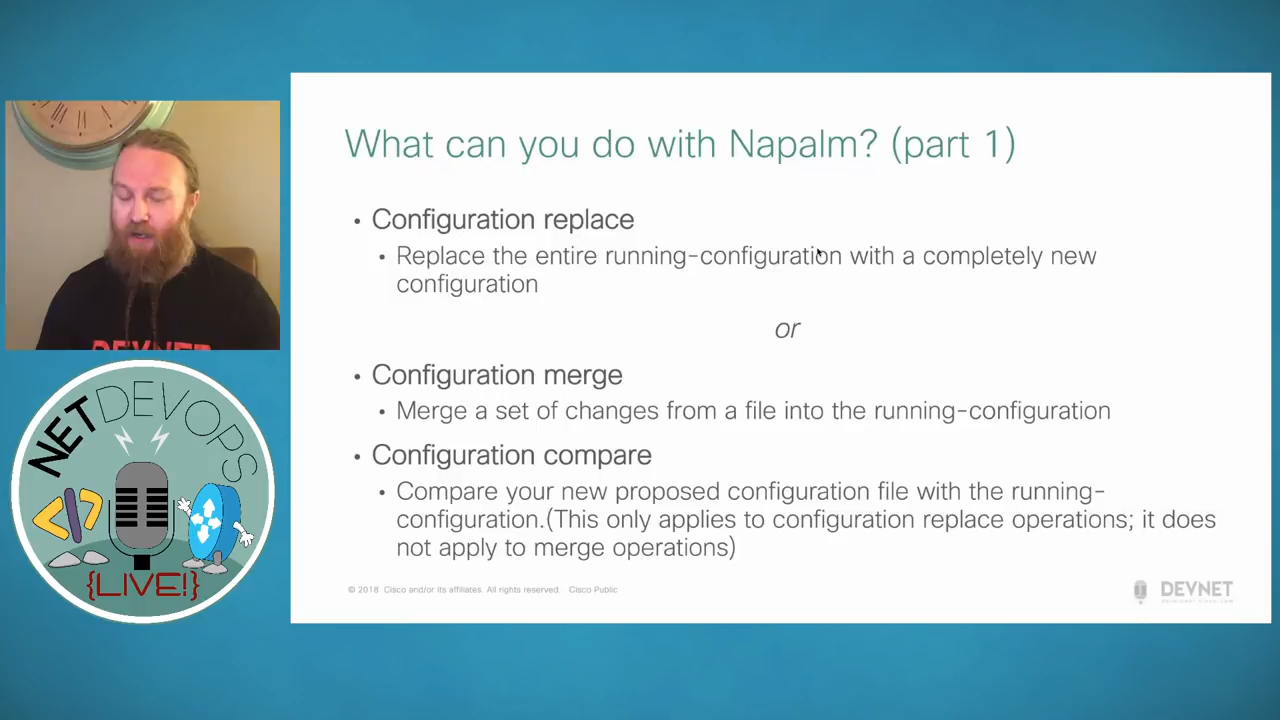 What can you do with Napalm? (part 1)
• Configuration replace
• Replace the entire running-configuration with a completely new
configuration
or
• Configuration merge
• Merge a set of changes from a file into the running-configuration
• Configuration compare
• Compare your new proposed configuration file with the running-
configuration.(This only applies to configuration replace operations; it does
not apply to merge operations)
© 2018 Cisco and/or its affiliates. All rights reserved. Cisco Public
DEVNET
DEVNET
NETDEVOPS
</>
{LIVE!}